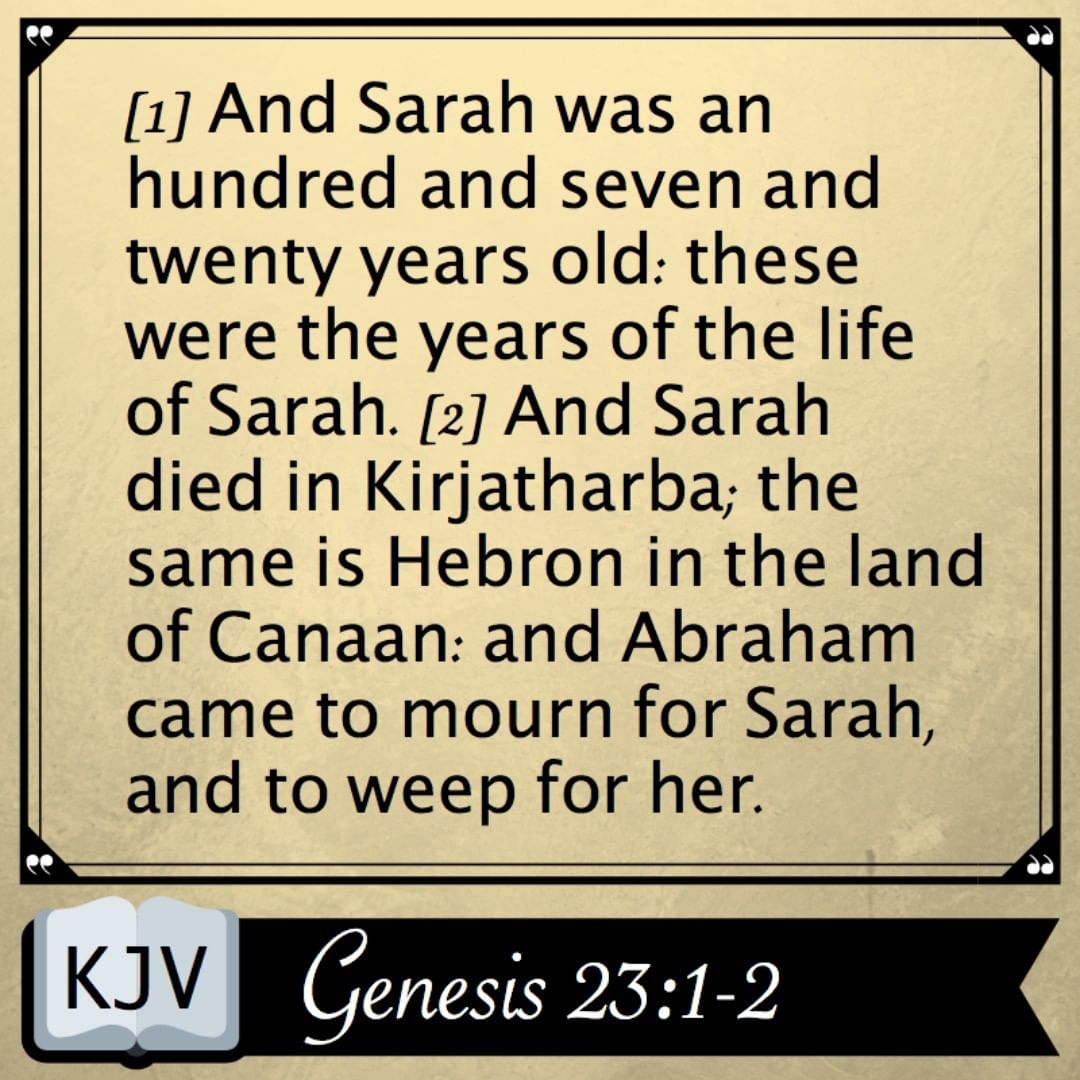 [1] And Sarah was an
hundred and seven and
twenty years old: these
were the years of the life
of Sarah. [2] And Sarah
died in Kirjatharba; the
same is Hebron in the land
of Canaan: and Abraham
came to mourn for Sarah,
and to weep for her.
KJV
Genesis 23:1-2